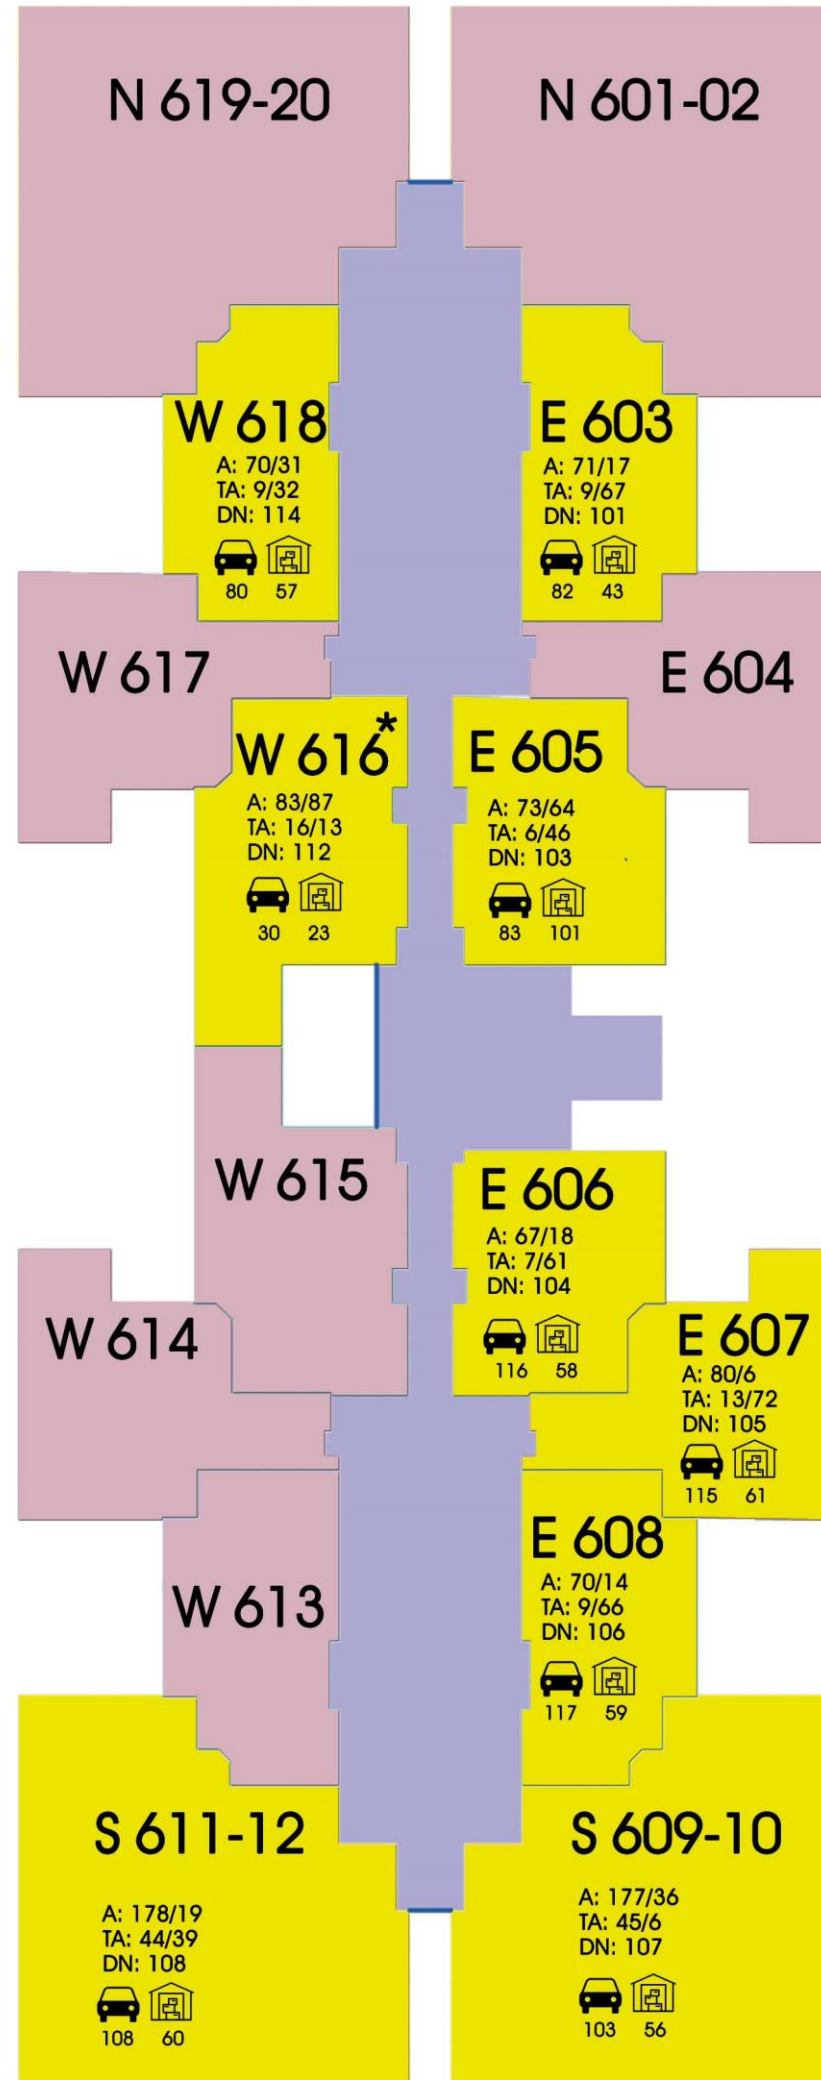 N 619-20
N 601-02
W 618
A: 70/31
TA: 9/32
DN: 114
80 57
E 603
A: 71/17
TA: 9/67
DN: 101
82 43
W 617
E 604
W 616*
A: 83/87
TA: 16/13
DN: 112
30 23
E 605
A: 73/64
TA: 6/46
DN: 103
83 101
W 615
E 606
A: 67/18
TA: 7/61
DN: 104
116 58
W 614
E 607
A: 80/6
TA: 13/72
DN: 105
115 61
W 613
E 608
A: 70/14
TA: 9/66
DN: 106
117 59
S 611-12
A: 178/19
TA: 44/39
DN: 108
108 60
S 609-10
A: 177/36
TA: 45/6
DN: 107
103 56